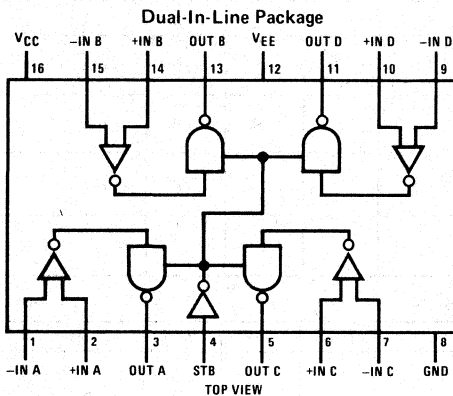 Dual-In-Line Package
VCC –IN B +IN B OUT B VEE OUT D +IN D –IN D
16 15 14 13 12 11 10 9
1 2 3 4 5 6 7 8
–IN A +IN A OUT A STB OUT C +IN C –IN C GND
TOP VIEW